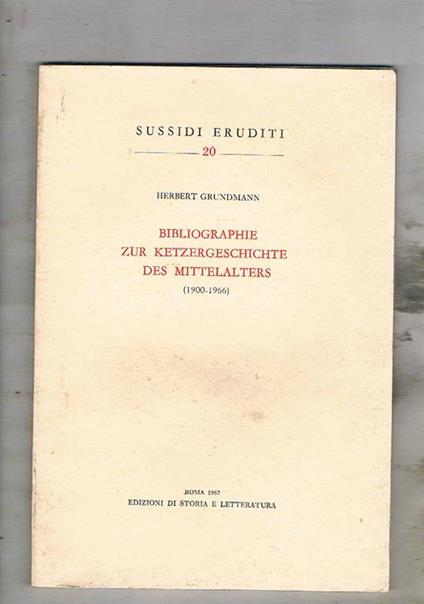 SUSSIDI ERUDITI
20
HERBERT GRUNDMANN
BIBLIOGRAPHIE
ZUR KETZERGESCHICHTE
DES MITTELALTERS
(1900-1966)
ROMA 1967
EDIZIONI DI STORIA E LETTERATURA